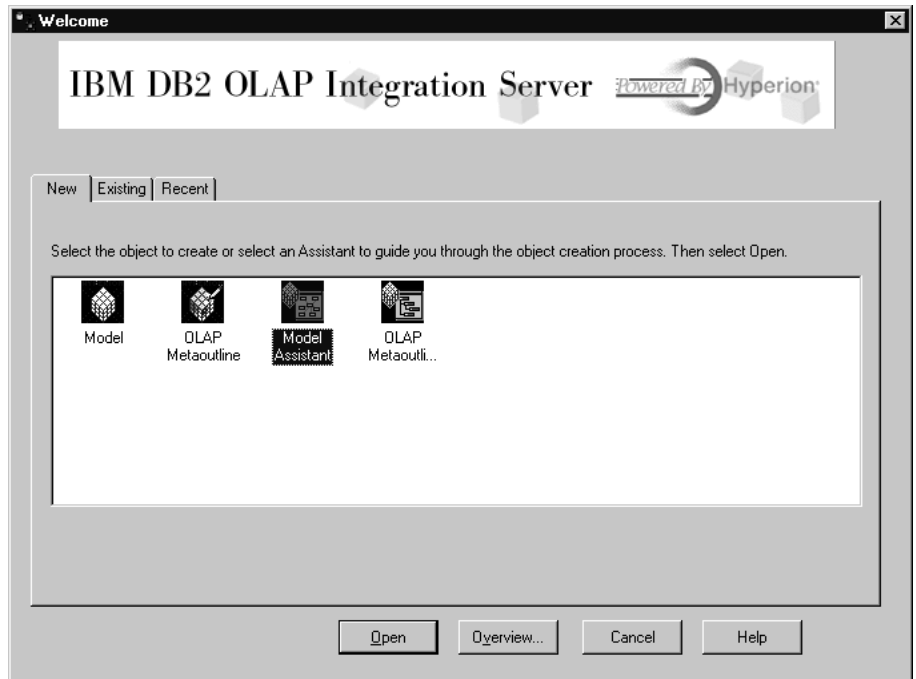 Welcome
IBM DB2 OLAP Integration Server Powered By Hyperion
New Existing Recent
Select the object to create or select an Assistant to guide you through the object creation process. Then select Open.
Model
OLAP
Metaoutline
Model
Assistant
OLAP
Metaoutli...
Open Overview... Cancel Help